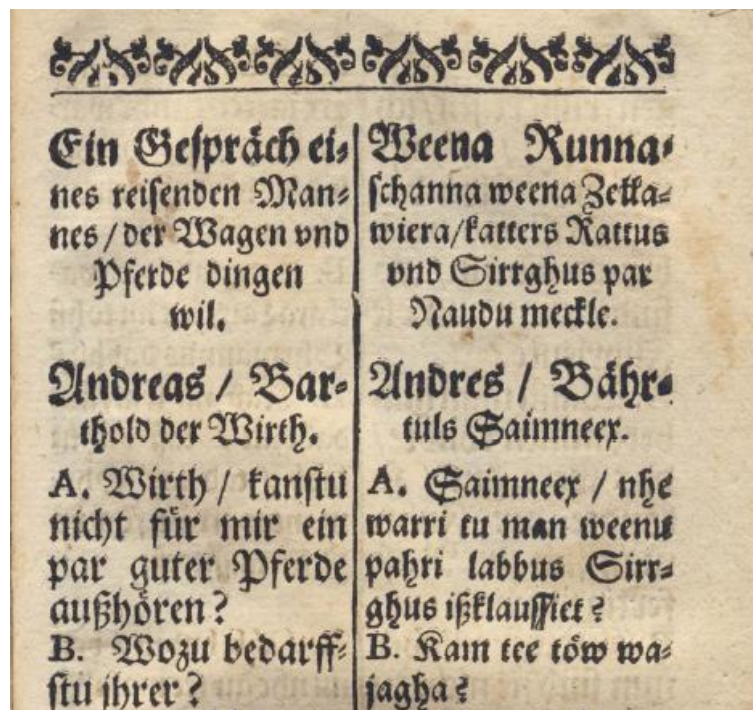 Ein Gespräch ei⸗
nes reisenden Man⸗
nes / der Wagen vnd
Pferde dingen
wil.
Andreas / Bar⸗
thold der Wirth.
A. Wirth / kanstu
nicht für mir ein
par guter Pferde
außhören?
B. Wozu bedarff⸗
stu jhrer?
Weena Runna⸗
schanna weena Zella⸗
wiera / katters Rattus
vnd Sirrghus par
Naudu meckle.
Andres / Bähr⸗
tuls Saimneex.
A. Saimneex / nhe
warri tu man weenu
pahri labbus Sirr⸗
ghus ißklaussiet?
B. Kam tee töw wa⸗
jagha?